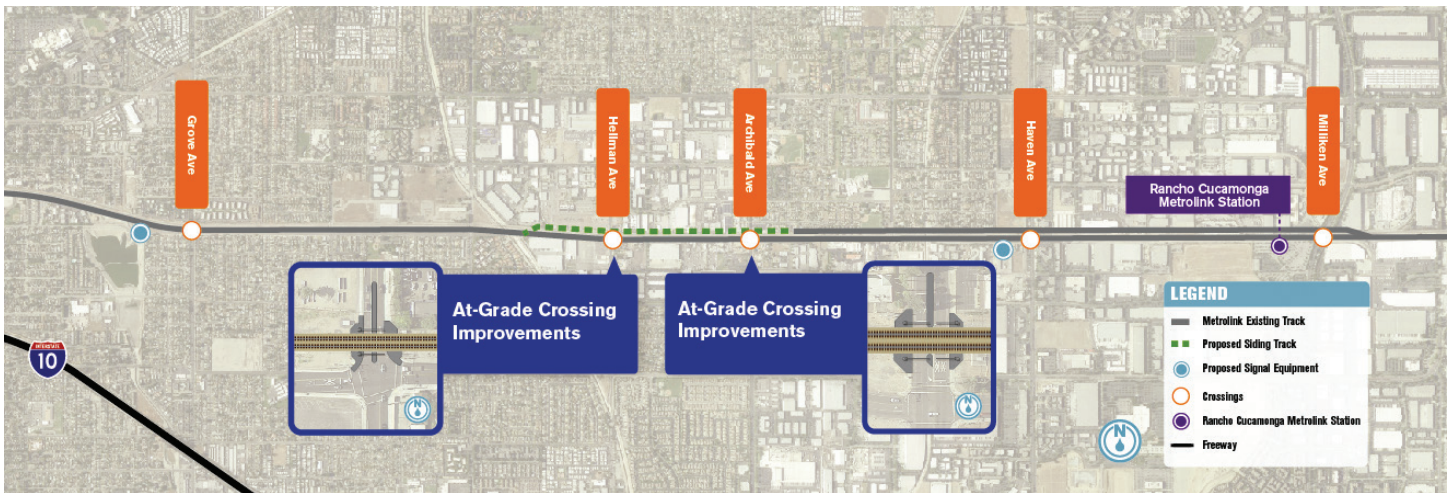 Grove Ave
Hellman Ave
Archibald Ave
Haven Ave
Milliken Ave
Rancho Cucamonga
Metrolink Station
At-Grade Crossing
Improvements
At-Grade Crossing
Improvements
INTERSTATE
10
N
N
N
LEGEND
Metrolink Existing Track
Proposed Siding Track
Proposed Signal Equipment
Crossings
Rancho Cucamonga Metrolink Station
Freeway